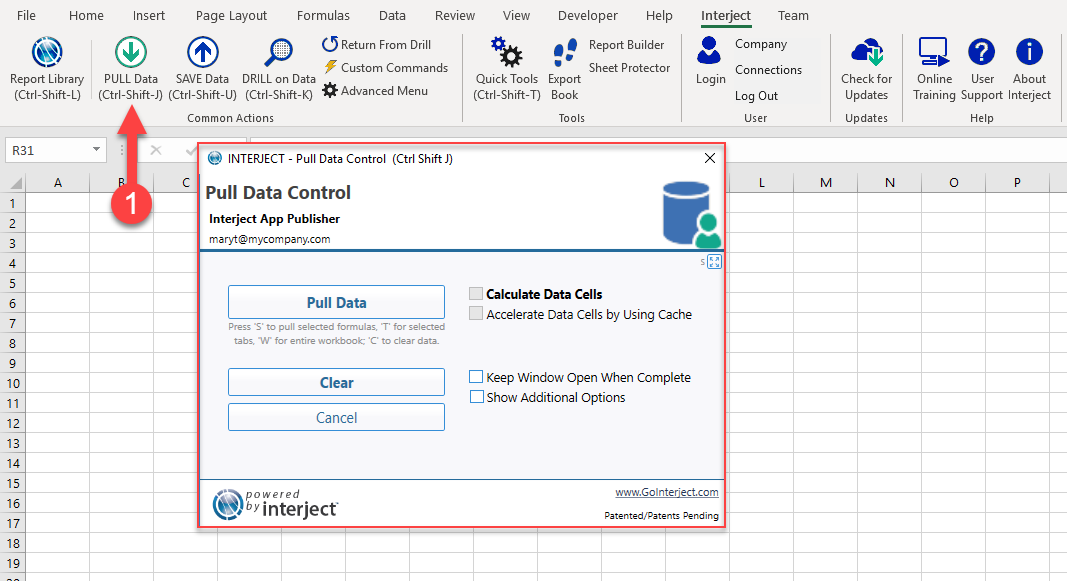 File Home Insert Page Layout Formulas Data Review View Developer Help Interject Team
Report Library
(Ctrl-Shift-L)
PULL Data
(Ctrl-Shift-J)
SAVE Data
(Ctrl-Shift-U)
DRILL on Data
(Ctrl-Shift-K)
Return From Drill
Custom Commands
Advanced Menu
Common Actions
Quick Tools
(Ctrl-Shift-T)
Export
Book
Report Builder
Sheet Protector
Tools
Login
Company
Connections
Log Out
User
Check for
Updates
Updates
Online
Training
User
Support
About
Interject
Help
R31
A B C L M N O P
1
2
3
4
5
6
7
8
9
10
11
12
13
14
15
16
17
18
19
1
INTERJECT - Pull Data Control (Ctrl Shift J)
Pull Data Control
Interject App Publisher
maryt@mycompany.com
S
Pull Data
Press 'S' to pull selected formulas, 'T' for selected
tabs, 'W' for entire workbook; 'C' to clear data.
Clear
Cancel
Calculate Data Cells
Accelerate Data Cells by Using Cache
Keep Window Open When Complete
Show Additional Options
powered
by interject
www.GoInterject.com
Patented/Patents Pending